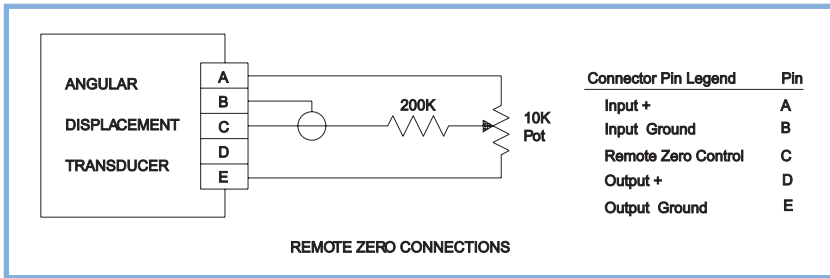 ANGULAR
DISPLACEMENT
TRANSDUCER
A
B
C
D
E
200K
10K
Pot
Connector Pin Legend Pin
Input + A
Input Ground B
Remote Zero Control C
Output + D
Output Ground E
REMOTE ZERO CONNECTIONS